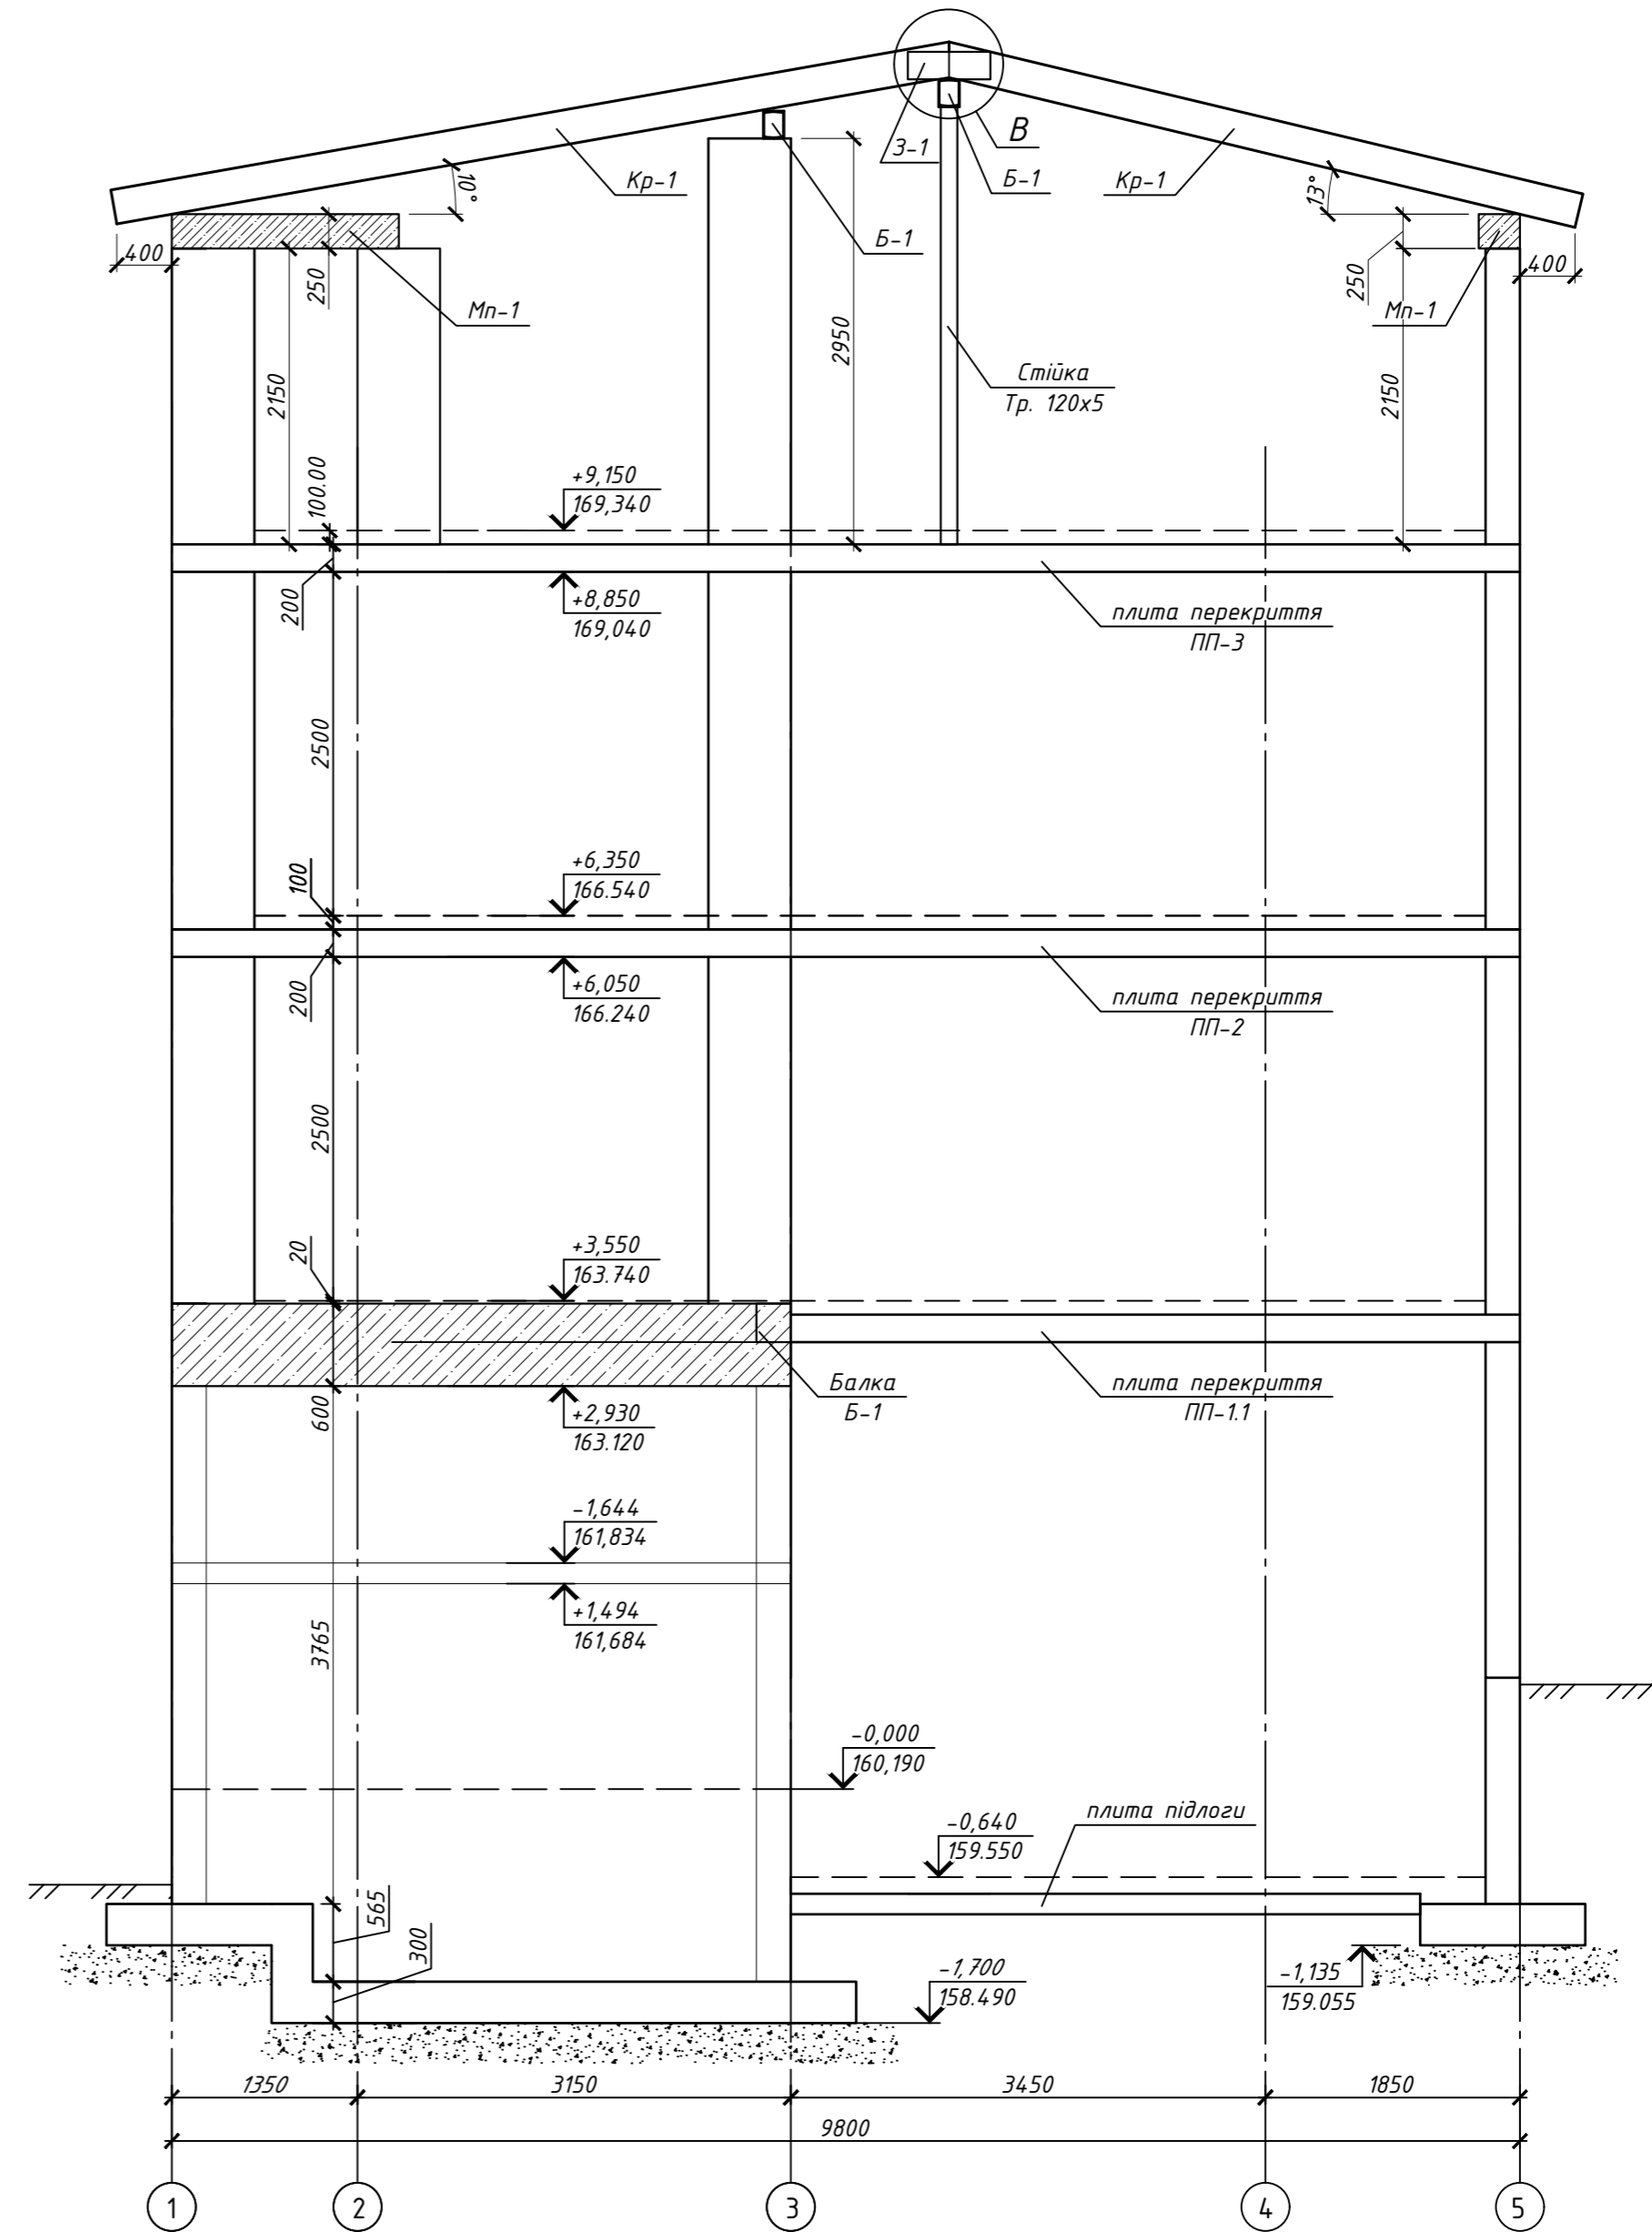 З-1
В
Б-1
Кр-1
Кр-1
10°
13°
Б-1
400
250
Мп-1
250
400
Мп-1
2150
2950
Стійка
Тр. 120х5
2150
100.00
+9,150
169,340
200
+8,850
169,040
плита перекриття
ПП-3
2500
100
+6,350
166.540
200
+6,050
166.240
плита перекриття
ПП-2
2500
20
+3,550
163.740
600
+2,930
163.120
Балка
Б-1
плита перекриття
ПП-1.1
-1,644
161,834
+1,494
161,684
3765
-0,000
160,190
-0,640
159.550
плита підлоги
565
300
-1,700
158.490
-1,135
159.055
1350
3150
3450
1850
9800
1
2
3
4
5